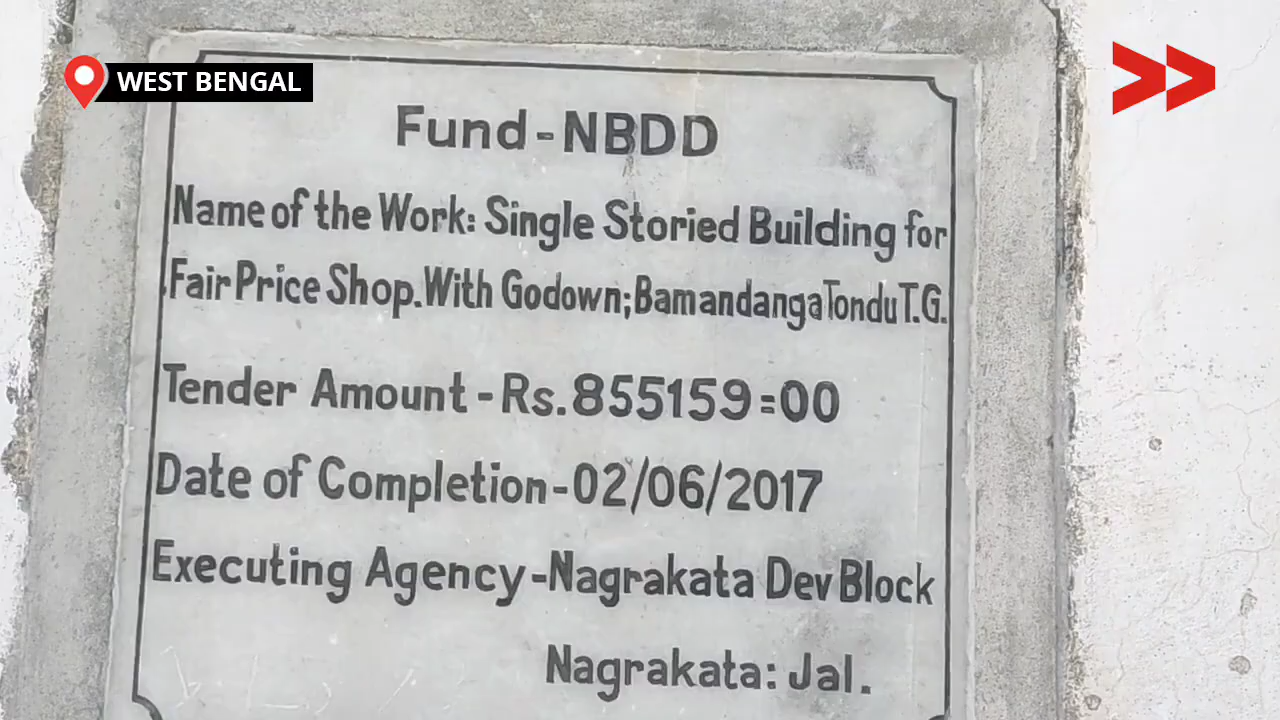 WEST BENGAL
Fund-NBDD
Name of the Work: Single Storied Building for
Fair Price Shop. With Godown; Bamandanga Tondu T.G.
Tender Amount - Rs. 855159=00
Date of Completion-02/06/2017
Executing Agency-Nagrakata Dev Block
Nagrakata: Jal.